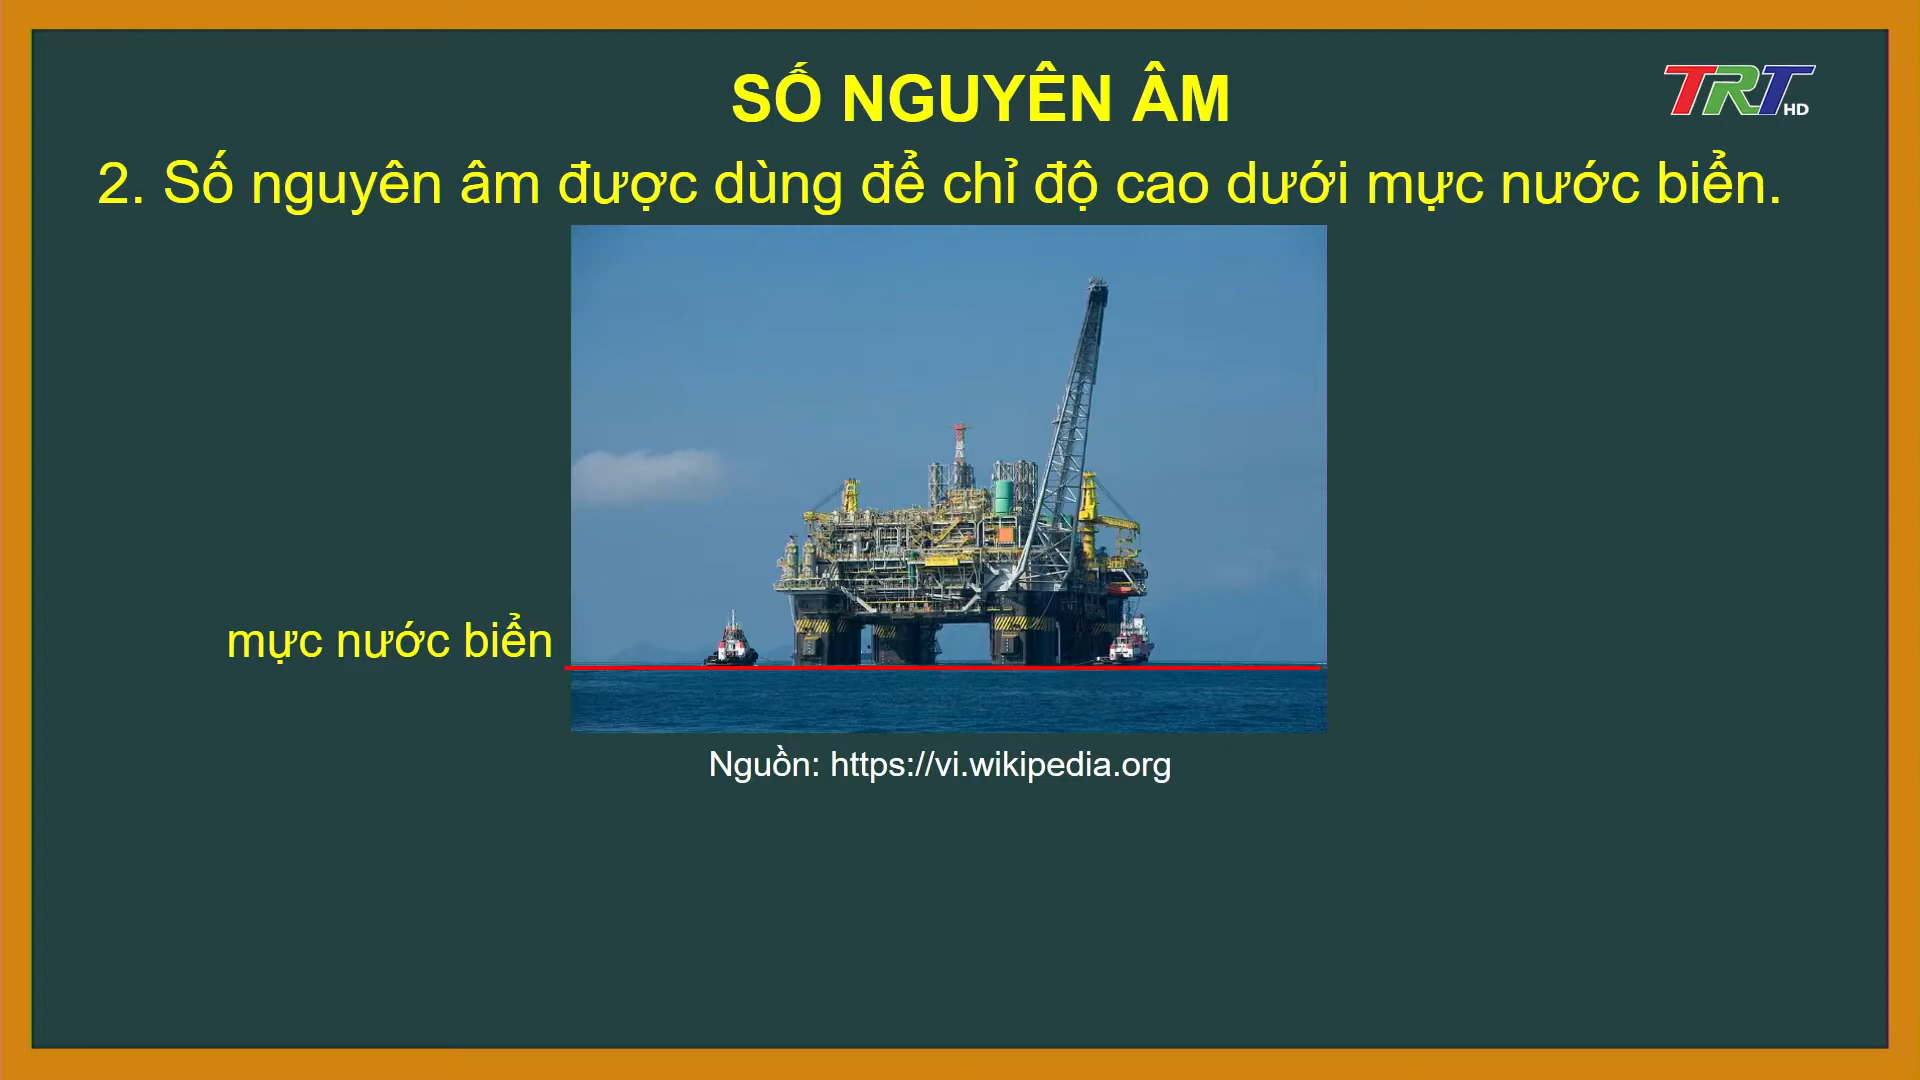 SỐ NGUYÊN ÂM
TRT HD
2. Số nguyên âm được dùng để chỉ độ cao dưới mực nước biển.
mực nước biển
Nguồn: https://vi.wikipedia.org